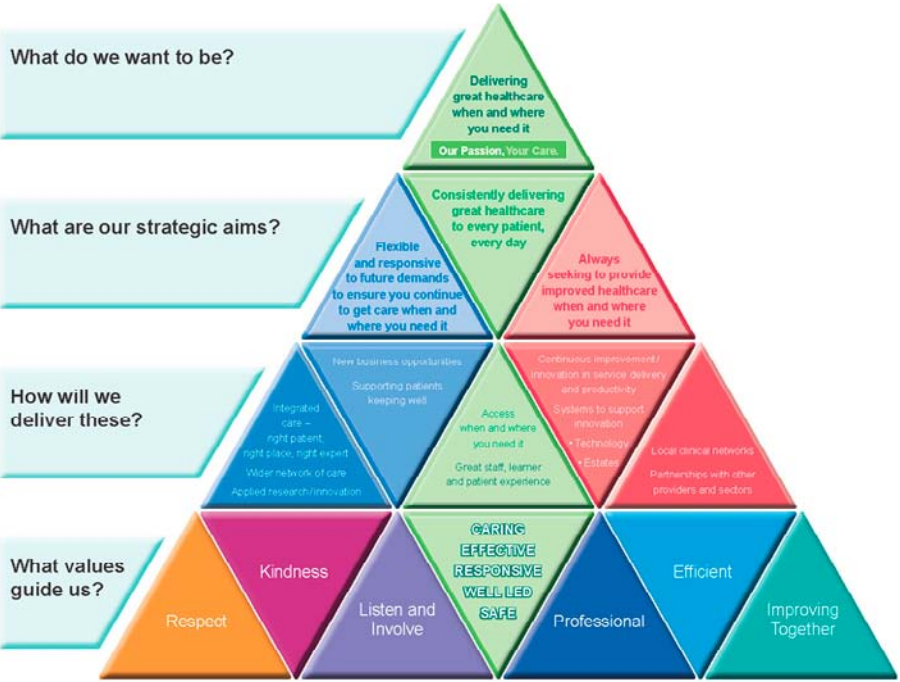 What do we want to be?
Delivering
great healthcare
when and where
you need it
Our Passion, Your Care.
What are our strategic aims?
Flexible
and responsive
to future demands
to ensure you continue
to get care when and
where you need it
Consistently delivering
great healthcare
to every patient,
every day
Always
seeking to provide
improved healthcare
when and where
you need it
How will we
deliver these?
Integrated
care –
right patient,
right place, right expert
Wider network of care
Applied research/innovation
New business opportunities
Supporting patients
keeping well
Access
when and where
you need it
Great staff, learner
and patient experience
Continuous improvement/
innovation in service delivery
and productivity
Systems to support
innovation
• Technology
• Estates
Local clinical networks
Partnerships with other
providers and sectors
What values
guide us?
Respect
Kindness
Listen and
Involve
CARING
EFFECTIVE
RESPONSIVE
WELL LED
SAFE
Professional
Efficient
Improving
Together